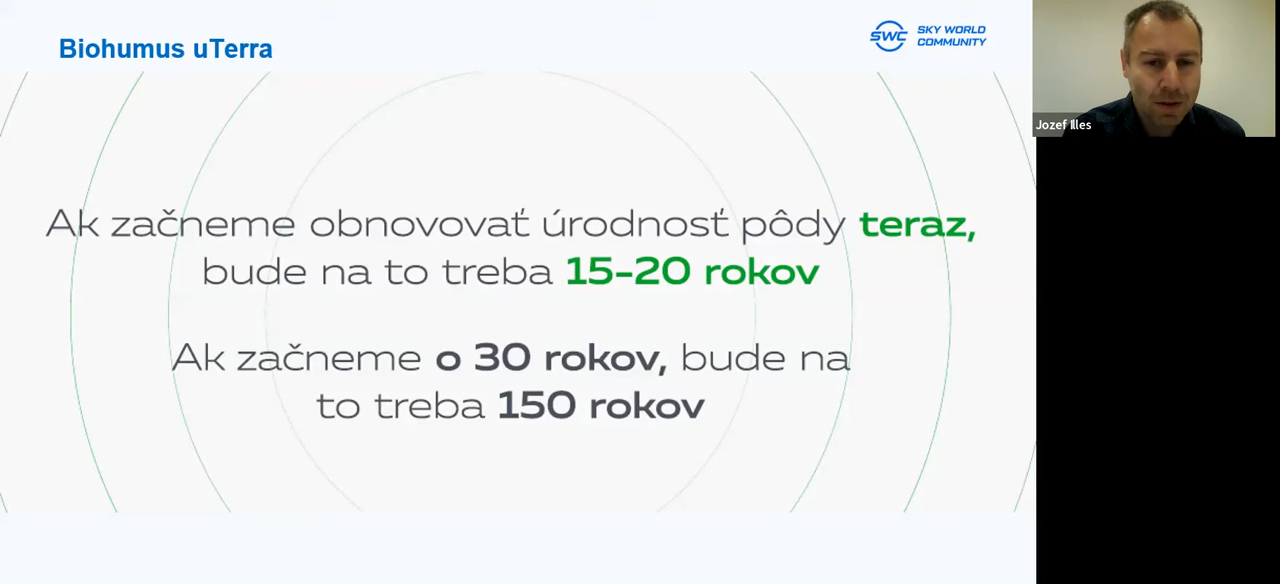 Biohumus uTerra
SWC
SKY WORLD
COMMUNITY
Jozef Illes
Ak začneme obnovovať úrodnosť pôdy teraz,
bude na to treba 15-20 rokov
Ak začneme o 30 rokov, bude na
to treba 150 rokov